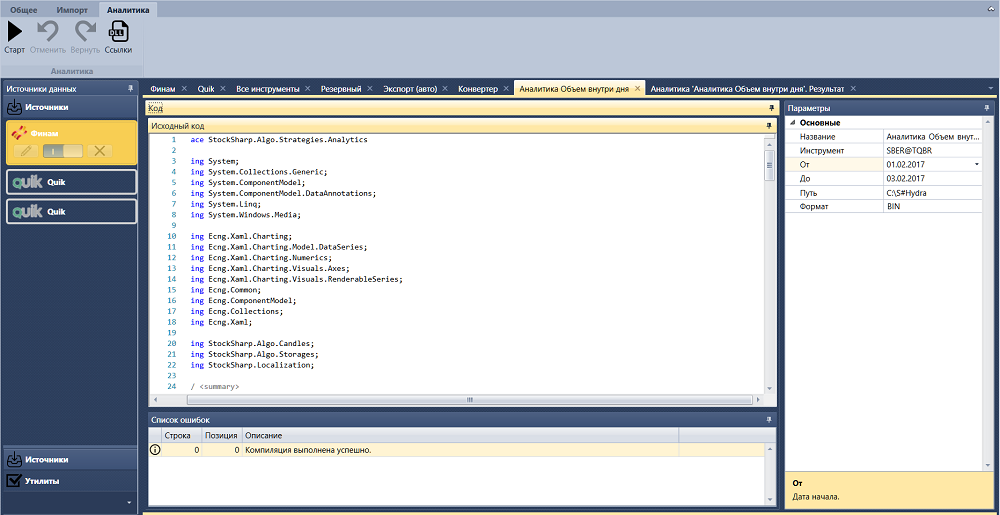 Общее Импорт Аналитика
Старт Отменить Вернуть Ссылки
DLL
Аналитика
Источники данных
Источники
Финам
quik Quik
quik Quik
Источники
Утилиты
Финам Quik Все инструменты Резервный Экспорт (авто) Конвертер Аналитика Объем внутри дня Аналитика 'Аналитика Объем внутри дня'. Результат
Код
Исходный код
1 ace StockSharp.Algo.Strategies.Analytics
2
3 ing System;
4 ing System.Collections.Generic;
5 ing System.ComponentModel;
6 ing System.ComponentModel.DataAnnotations;
7 ing System.Linq;
8 ing System.Windows.Media;
9
10 ing Ecng.Xaml.Charting;
11 ing Ecng.Xaml.Charting.Model.DataSeries;
12 ing Ecng.Xaml.Charting.Numerics;
13 ing Ecng.Xaml.Charting.Visuals.Axes;
14 ing Ecng.Xaml.Charting.Visuals.RenderableSeries;
15 ing Ecng.Common;
16 ing Ecng.ComponentModel;
17 ing Ecng.Collections;
18 ing Ecng.Xaml;
19
20 ing StockSharp.Algo.Candles;
21 ing StockSharp.Algo.Storages;
22 ing StockSharp.Localization;
23
24 / <summary>
Список ошибок
Строка Позиция Описание
0 0 Компиляция выполнена успешно.
Параметры
Основные
Название Аналитика Объем внут...
Инструмент SBER@TQBR
От 01.02.2017
До 03.02.2017
Путь C:\S#Hydra
Формат BIN
От
Дата начала.